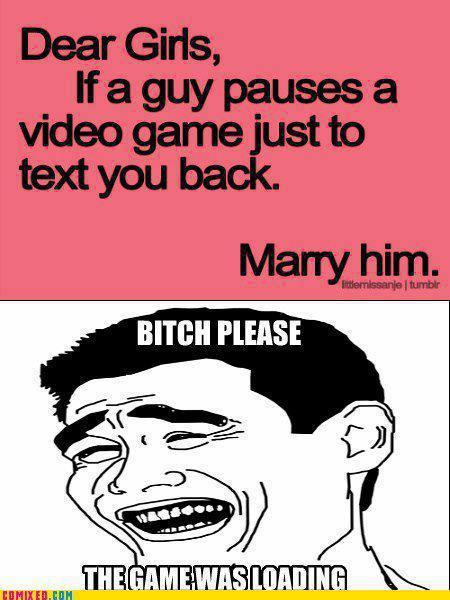 Dear Girls,
If a guy pauses a
video game just to
text you back.
Marry him.
littlemissanje | tumblr
BITCH PLEASE
THE GAME WAS LOADING
COMIXED.COM